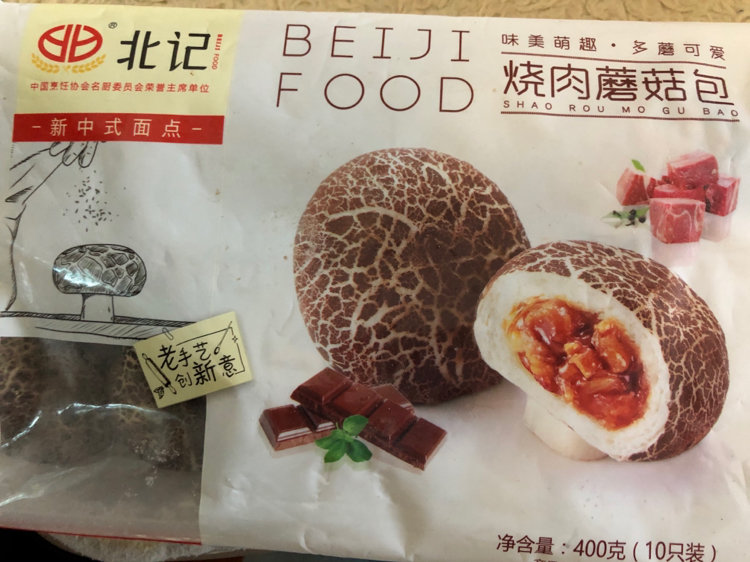 北记®
BEIJI FOOD
中国烹饪协会名厨委员会荣誉主席单位
-新中式面点-
BEIJI
FOOD
味美萌趣·多蘑可爱
烧肉蘑菇包
SHAO ROU MO GU BAO
老手艺
创新意
净含量：400克（10只装）